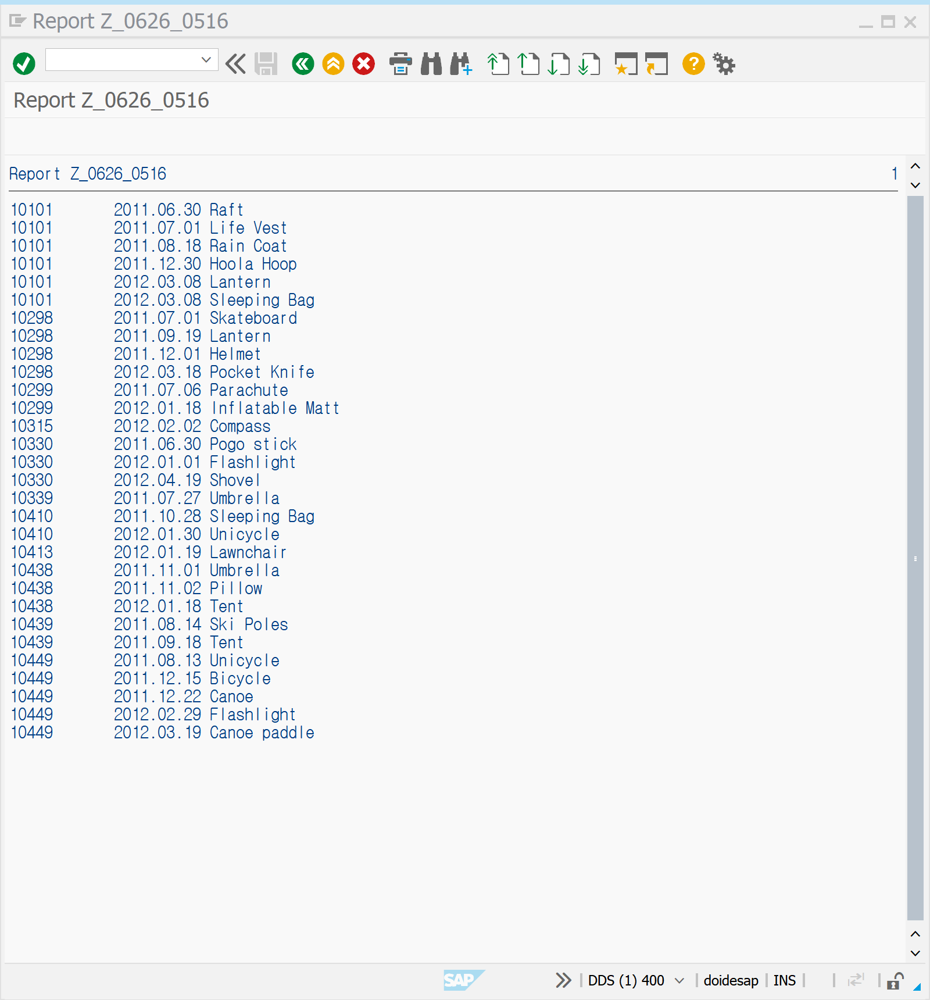 Report Z_0626_0516
Report Z_0626_0516
Report Z_0626_0516 1
10101 2011.06.30 Raft
10101 2011.07.01 Life Vest
10101 2011.08.18 Rain Coat
10101 2011.12.30 Hoola Hoop
10101 2012.03.08 Lantern
10101 2012.03.08 Sleeping Bag
10298 2011.07.01 Skateboard
10298 2011.09.19 Lantern
10298 2011.12.01 Helmet
10298 2012.03.18 Pocket Knife
10299 2011.07.06 Parachute
10299 2012.01.18 Inflatable Matt
10315 2012.02.02 Compass
10330 2011.06.30 Pogo stick
10330 2012.01.01 Flashlight
10330 2012.04.19 Shovel
10339 2011.07.27 Umbrella
10410 2011.10.28 Sleeping Bag
10410 2012.01.30 Unicycle
10413 2012.01.19 Lawnchair
10438 2011.11.01 Umbrella
10438 2011.11.02 Pillow
10438 2012.01.18 Tent
10439 2011.08.14 Ski Poles
10439 2011.09.18 Tent
10449 2011.08.13 Unicycle
10449 2011.12.15 Bicycle
10449 2011.12.22 Canoe
10449 2012.02.29 Flashlight
10449 2012.03.19 Canoe paddle
SAP DDS (1) 400 doidesap INS